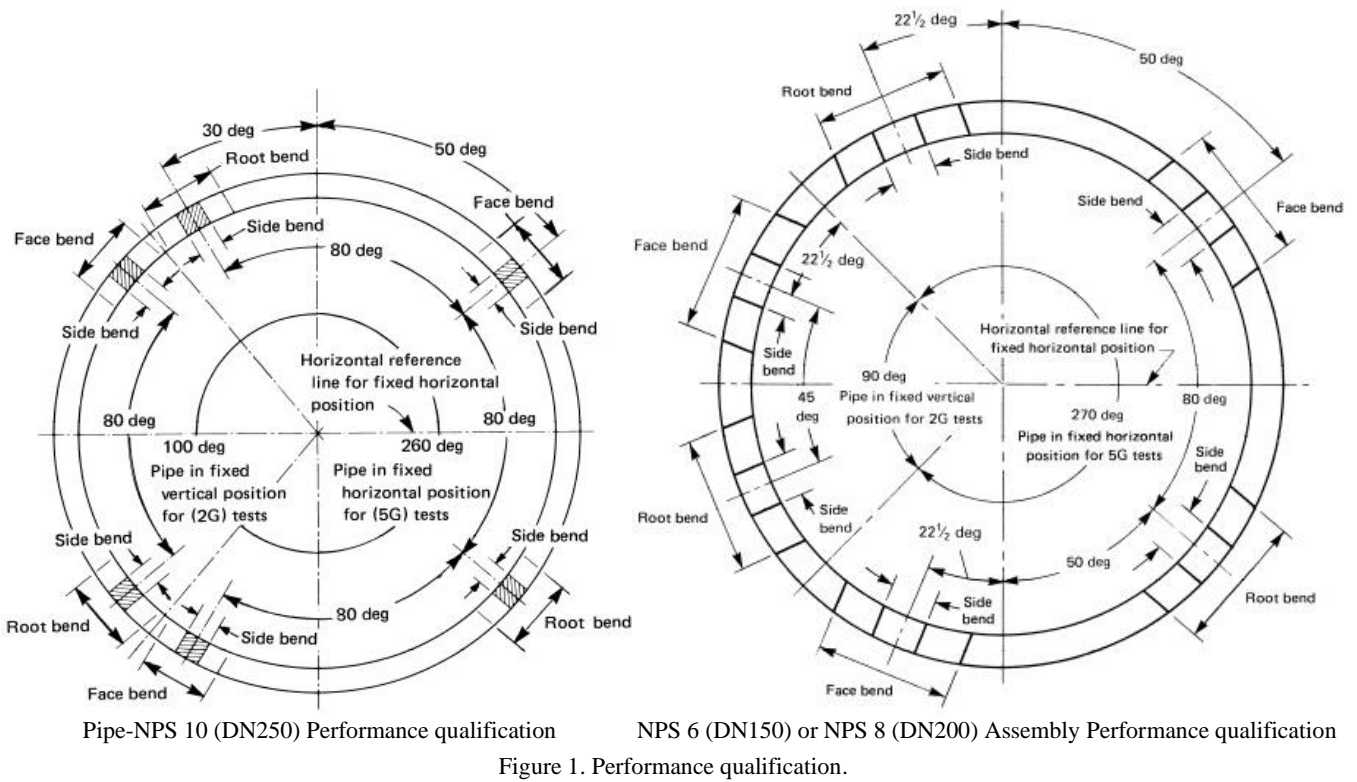 30 deg
50 deg
Root bend
Face bend
Face bend
Side bend
80 deg
Side bend
Side bend
Horizontal reference
line for fixed horizontal
position
80 deg
80 deg
100 deg
260 deg
Pipe in fixed
vertical position
for (2G) tests
Pipe in fixed
horizontal position
for (5G) tests
Side bend
Side bend
80 deg
Root bend
Side bend
Root bend
Face bend
Pipe-NPS 10 (DN250) Performance qualification
22½ deg
50 deg
Root bend
Side bend
Side bend
Face bend
Face bend
22½ deg
Horizontal reference line for
fixed horizontal position
Side
bend
90 deg
Pipe in fixed vertical
position for 2G tests
45
deg
80 deg
270 deg
Pipe in fixed horizontal
position for 5G tests
Side
bend
Root bend
Side
bend
22½ deg
50 deg
Side
bend
Root bend
Face bend
NPS 6 (DN150) or NPS 8 (DN200) Assembly Performance qualification
Figure 1. Performance qualification.